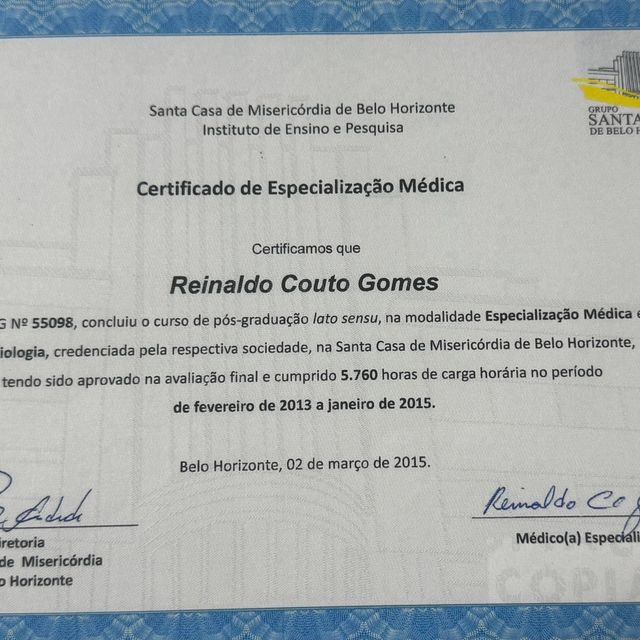 GRUPO
SANTA
DE BELO H
Santa Casa de Misericórdia de Belo Horizonte
Instituto de Ensino e Pesquisa
Certificado de Especialização Médica
Certificamos que
Reinaldo Couto Gomes
G Nº 55098, concluiu o curso de pós-graduação lato sensu, na modalidade Especialização Médica e
iologia, credenciada pela respectiva sociedade, na Santa Casa de Misericórdia de Belo Horizonte,
tendo sido aprovado na avaliação final e cumprido 5.760 horas de carga horária no período
de fevereiro de 2013 a janeiro de 2015.
Belo Horizonte, 02 de março de 2015.
Reinaldo Co
iretoria
de Misericórdia
o Horizonte
Médico(a) Especiali
CÓPIA